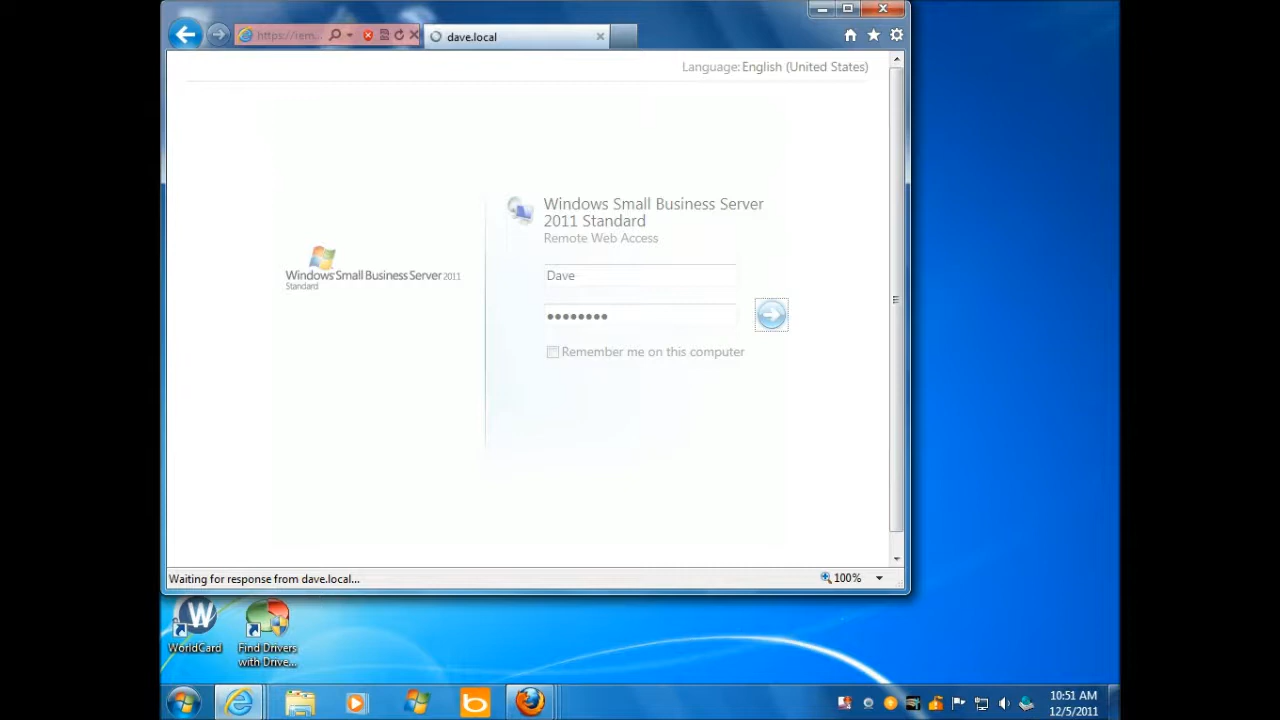 https://rem...
dave.local
Language: English (United States)
Windows Small Business Server
2011 Standard
Remote Web Access
Windows Small Business Server 2011
Standard
Dave
Remember me on this computer
Waiting for response from dave.local...
100%
W
WorldCard
Find Drivers
with Drive...
b
10:51 AM
12/5/2011